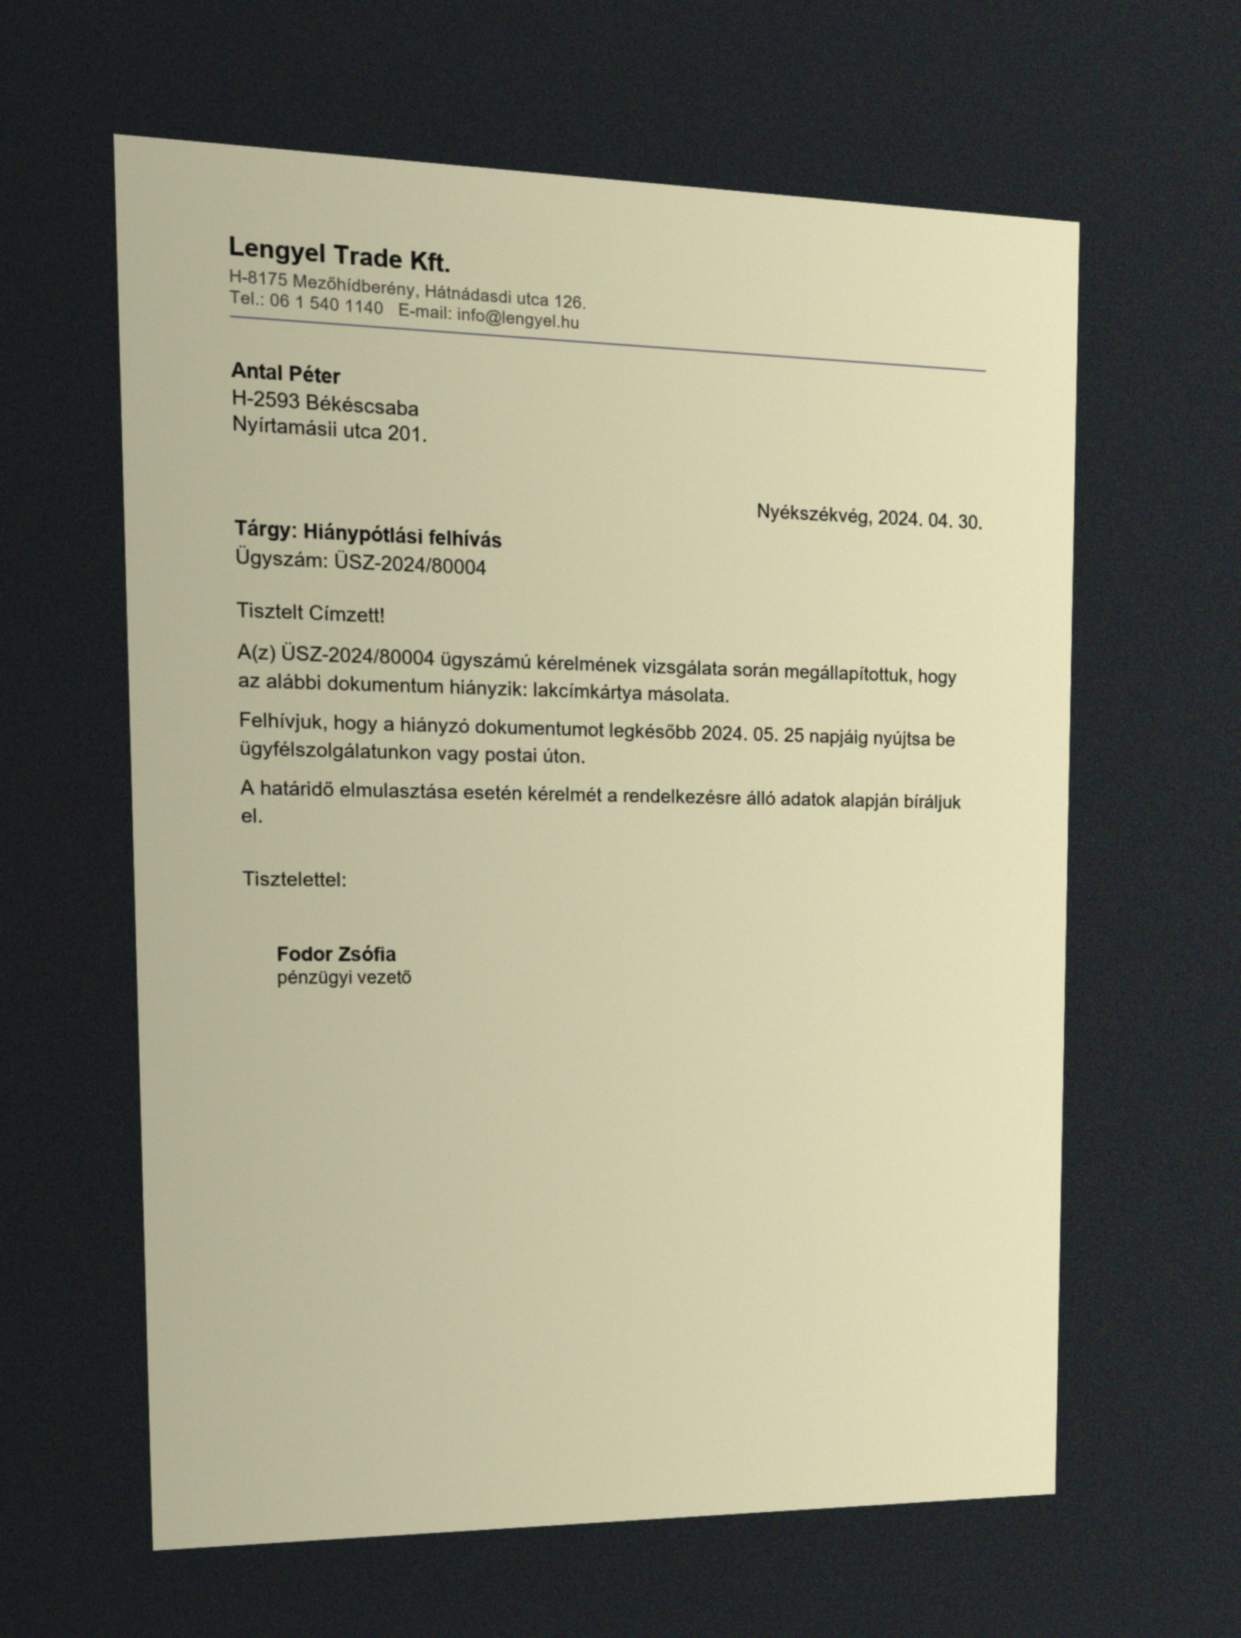 Lengyel Trade Kft.
H-8175 Mezőhídberény, Hátnádasdi utca 126.
Tel.: 06 1 540 1140 E-mail: info@lengyel.hu
Antal Péter
H-2593 Békéscsaba
Nyírtamásii utca 201.
Nyékszékvég, 2024. 04. 30.
Tárgy: Hiánypótlási felhívás
Ügyszám: ÜSZ-2024/80004
Tisztelt Címzett!
A(z) ÜSZ-2024/80004 ügyszámú kérelmének vizsgálata során megállapítottuk, hogy
az alábbi dokumentum hiányzik: lakcímkártya másolata.
Felhívjuk, hogy a hiányzó dokumentumot legkésőbb 2024. 05. 25 napjáig nyújtsa be
ügyfélszolgálatunkon vagy postai úton.
A határidő elmulasztása esetén kérelmét a rendelkezésre álló adatok alapján bíráljuk
el.
Tisztelettel:
Fodor Zsófia
pénzügyi vezető